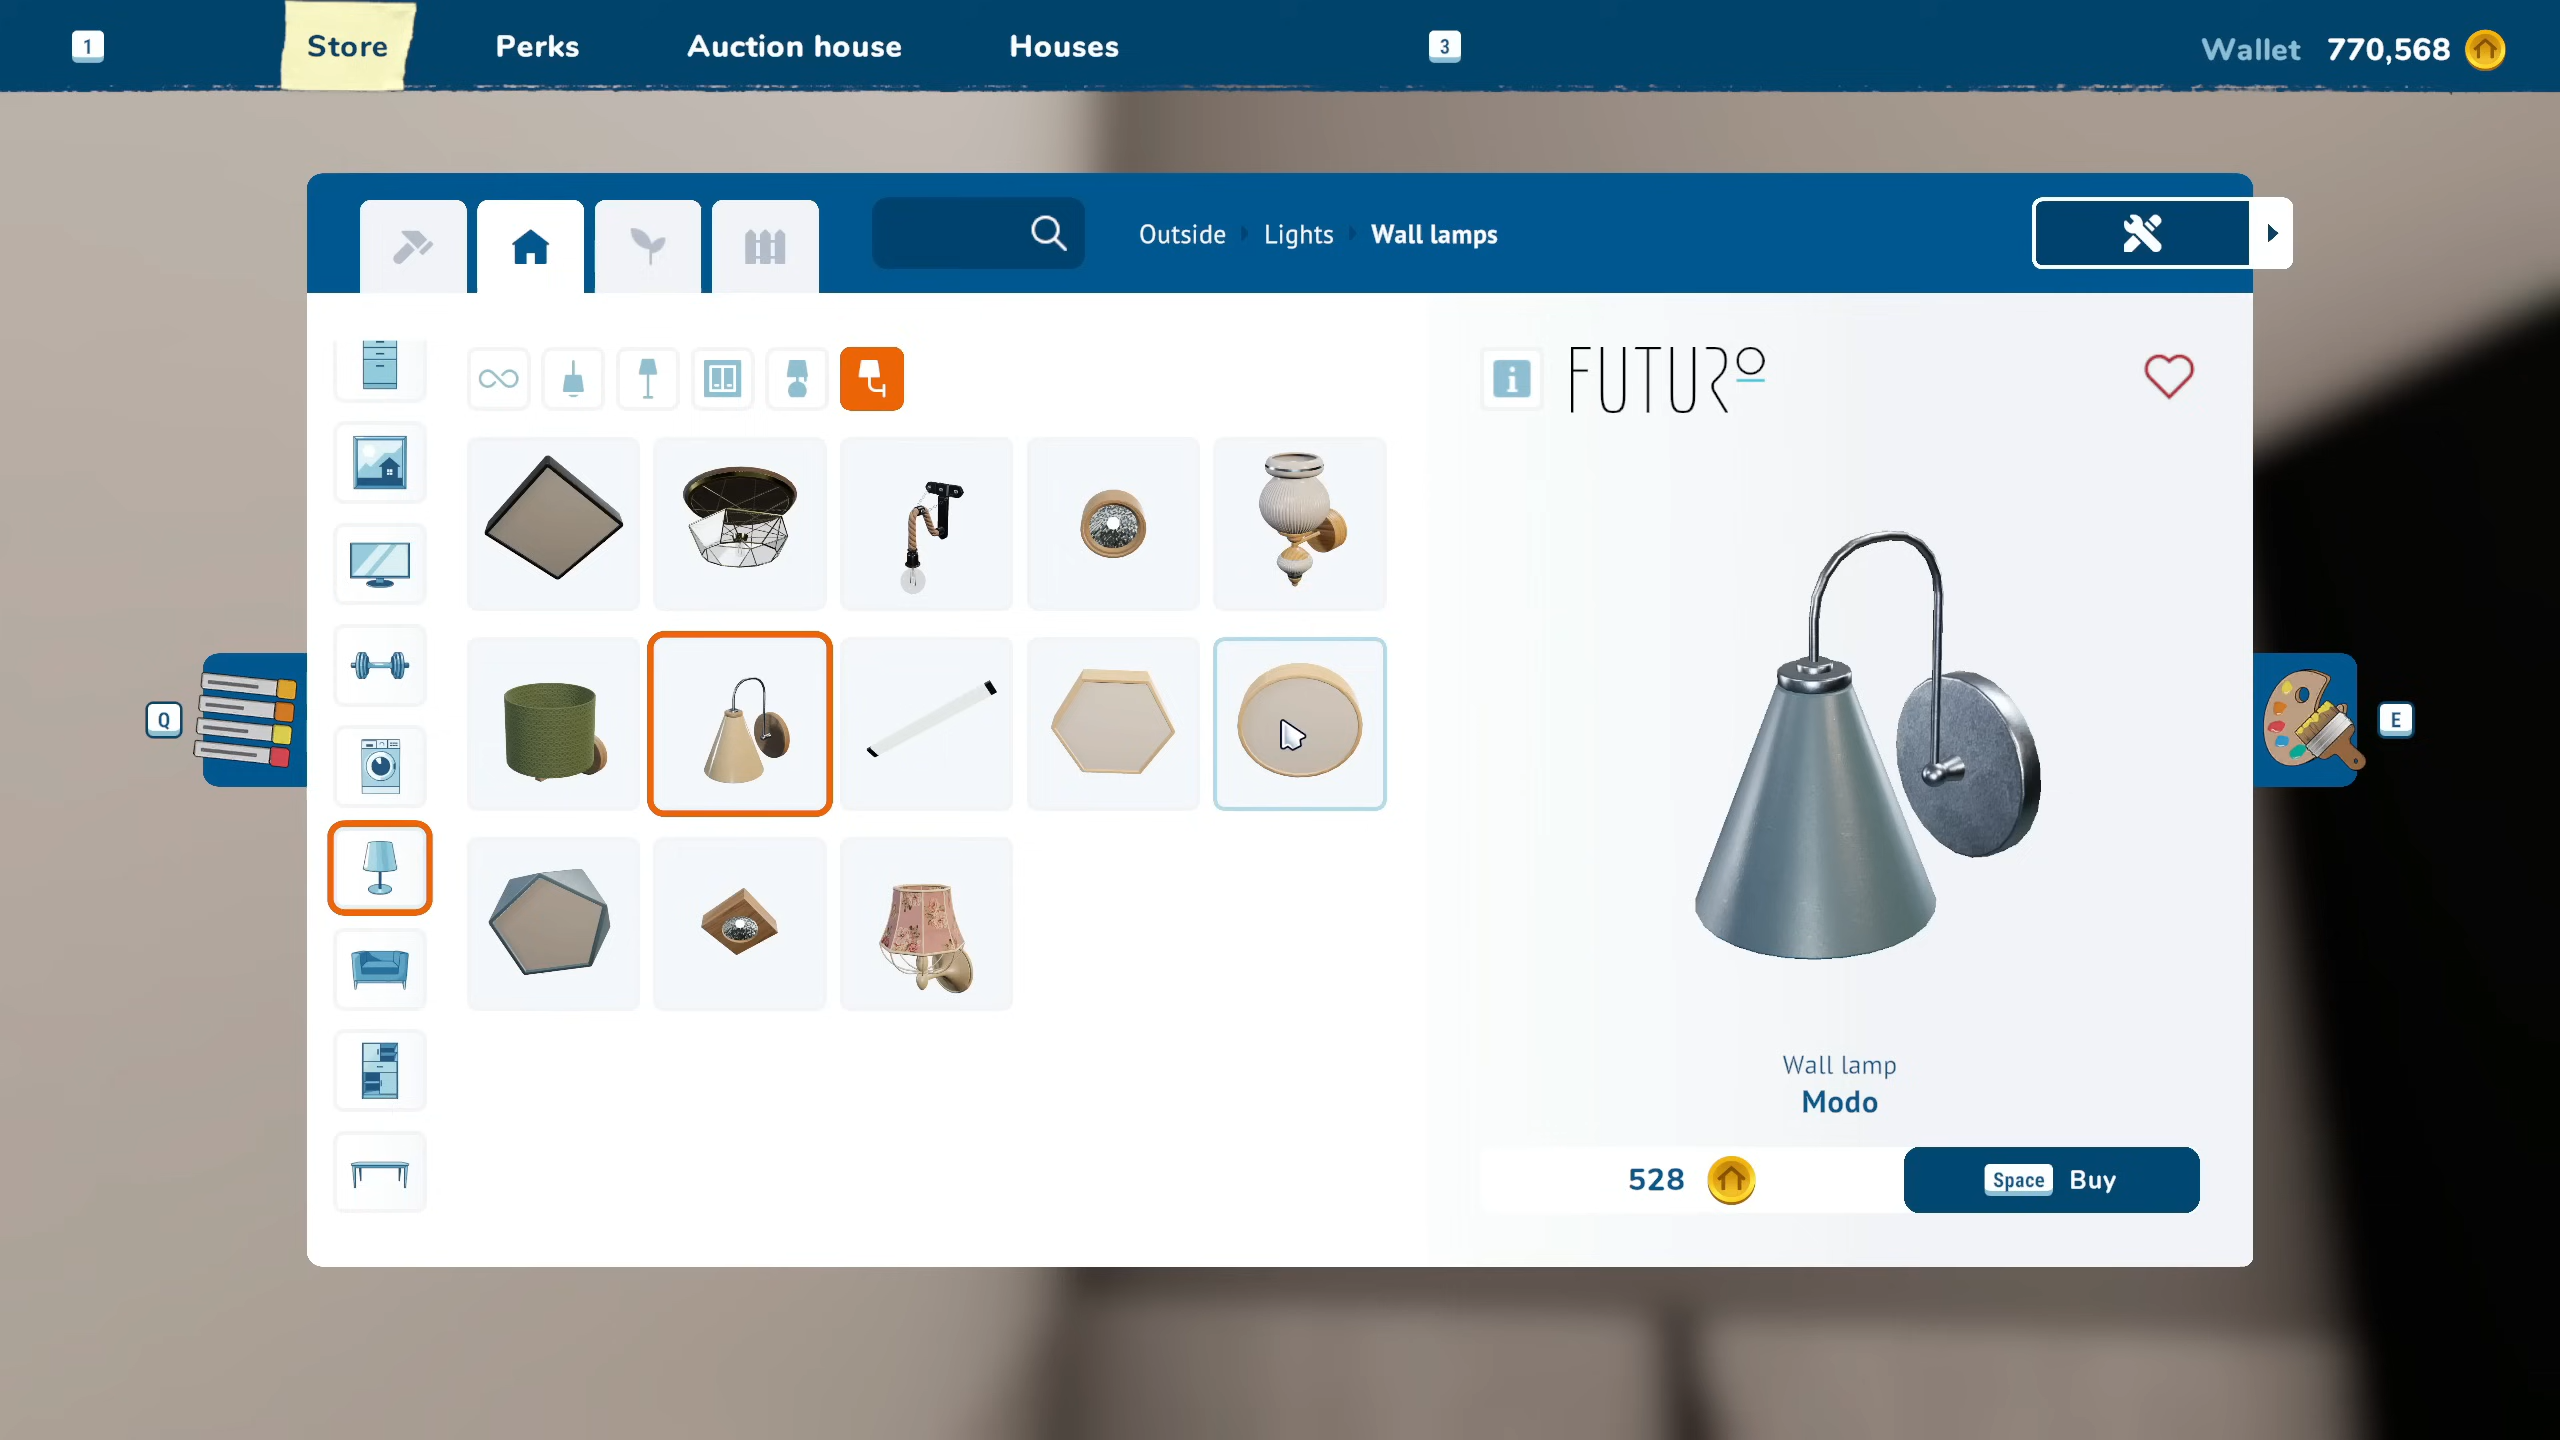 1
Store
Perks
Auction house
Houses
3
Wallet 770,568
Outside
Lights
Wall lamps
i
FUTURO
Q
E
Wall lamp
Modo
528
Space Buy